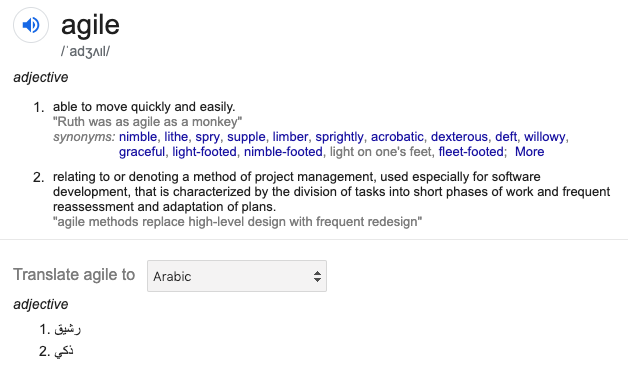 agile
/ˈadʒʌɪl/
adjective
1. able to move quickly and easily.
"Ruth was as agile as a monkey"
synonyms: nimble, lithe, spry, supple, limber, sprightly, acrobatic, dexterous, deft, willowy,
graceful, light-footed, nimble-footed, light on one's feet, fleet-footed; More
2. relating to or denoting a method of project management, used especially for software
development, that is characterized by the division of tasks into short phases of work and frequent
reassessment and adaptation of plans.
"agile methods replace high-level design with frequent redesign"
Translate agile to Arabic
adjective
1. رشيق
2. ذكي